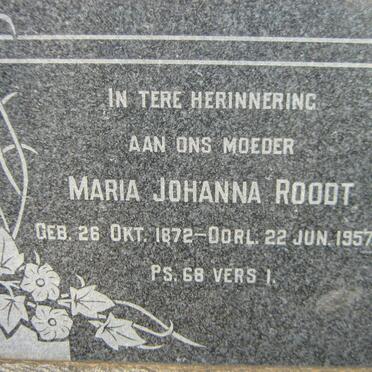 IN TERE HERINNERING
AAN ONS MOEDER
MARIA JOHANNA ROODT
GEB. 26 OKT. 1872–OORL. 22 JUN. 1957
PS. 68 VERS 1.